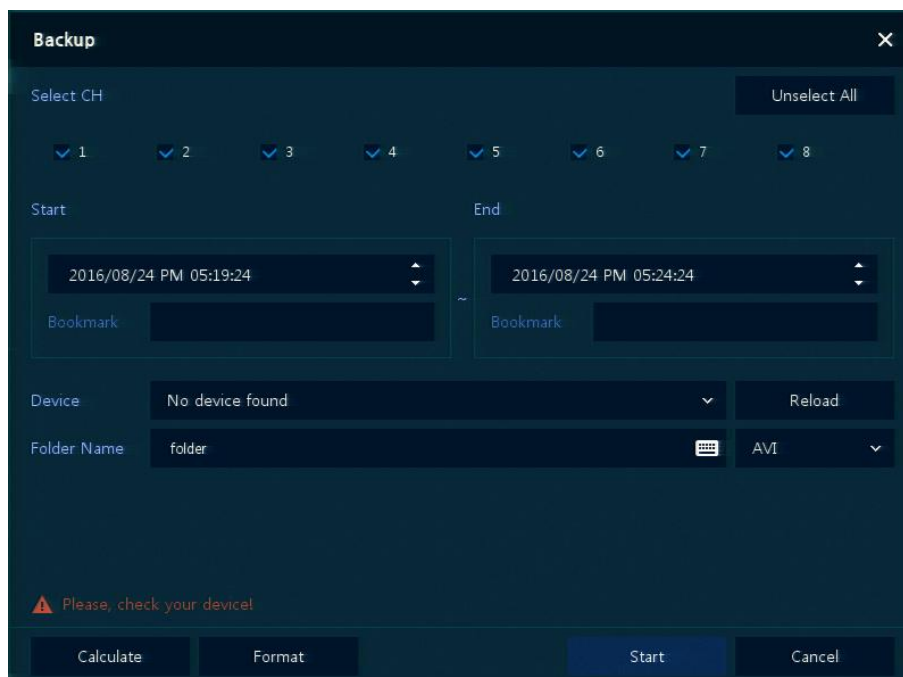 Backup
Select CH Unselect All
1 2 3 4 5 6 7 8
Start End
2016/08/24 PM 05:19:24 2016/08/24 PM 05:24:24
~
Bookmark Bookmark
Device No device found Reload
Folder Name folder AVI
Please, check your device!
Calculate Format Start Cancel